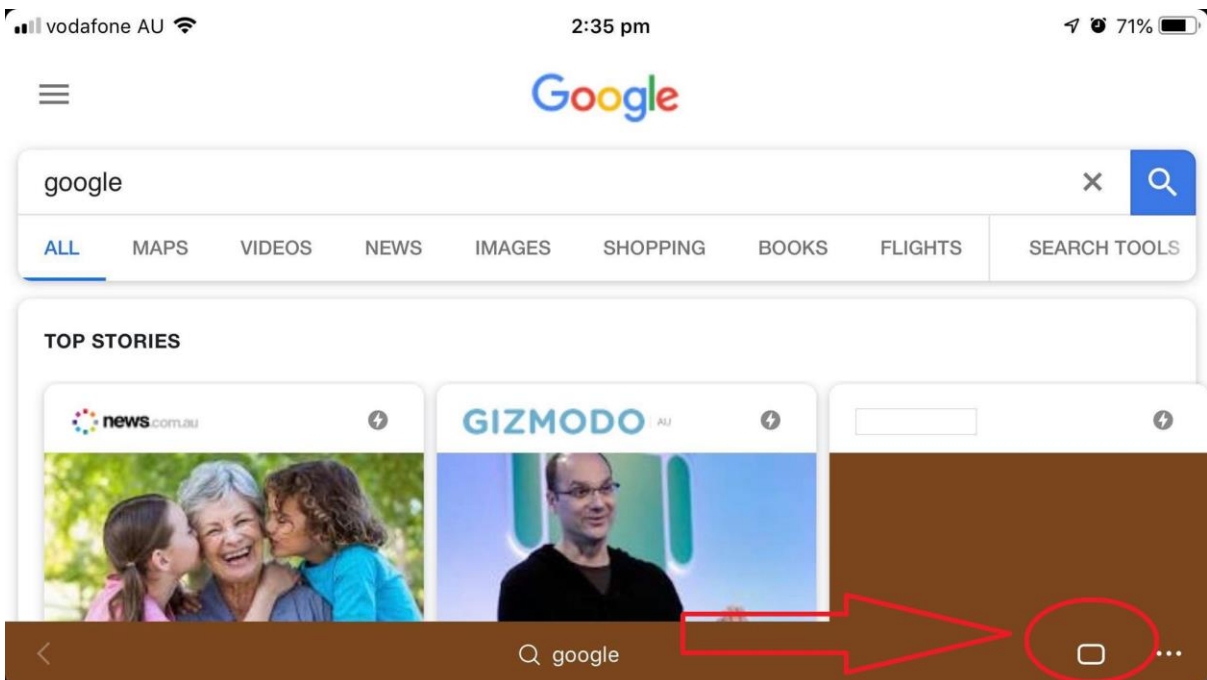 vodafone AU 2:35 pm 71%
Google
google
ALL MAPS VIDEOS NEWS IMAGES SHOPPING BOOKS FLIGHTS SEARCH TOOLS
TOP STORIES
news.com.au GIZMODO AU
google